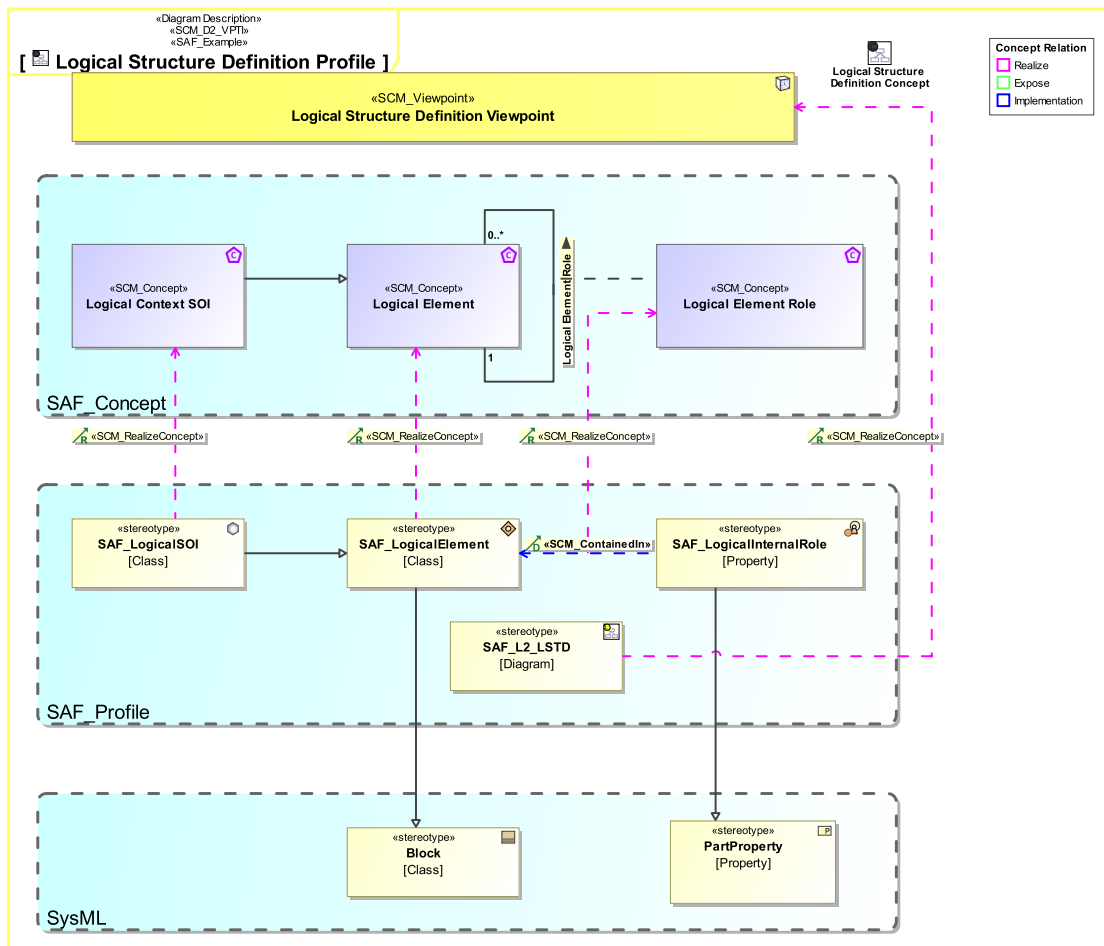 «Diagram Description»
«SCM_D2_VPTI»
«SAF_Example»
[ Logical Structure Definition Profile ]
Logical Structure
Definition Concept
Concept Relation
Realize
Expose
Implementation
«SCM_Viewpoint»
Logical Structure Definition Viewpoint
«SCM_Concept»
Logical Context SOI
«SCM_Concept»
Logical Element
0..*
1
Logical Element Role
«SCM_Concept»
Logical Element Role
SAF_Concept
«SCM_RealizeConcept»
«SCM_RealizeConcept»
«SCM_RealizeConcept»
«SCM_RealizeConcept»
«stereotype»
SAF_LogicalSOI
[Class]
«stereotype»
SAF_LogicalElement
[Class]
«SCM_ContainedIn»
«stereotype»
SAF_LogicalInternalRole
[Property]
«stereotype»
SAF_L2_LSTD
[Diagram]
SAF_Profile
«stereotype»
Block
[Class]
«stereotype»
PartProperty
[Property]
SysML